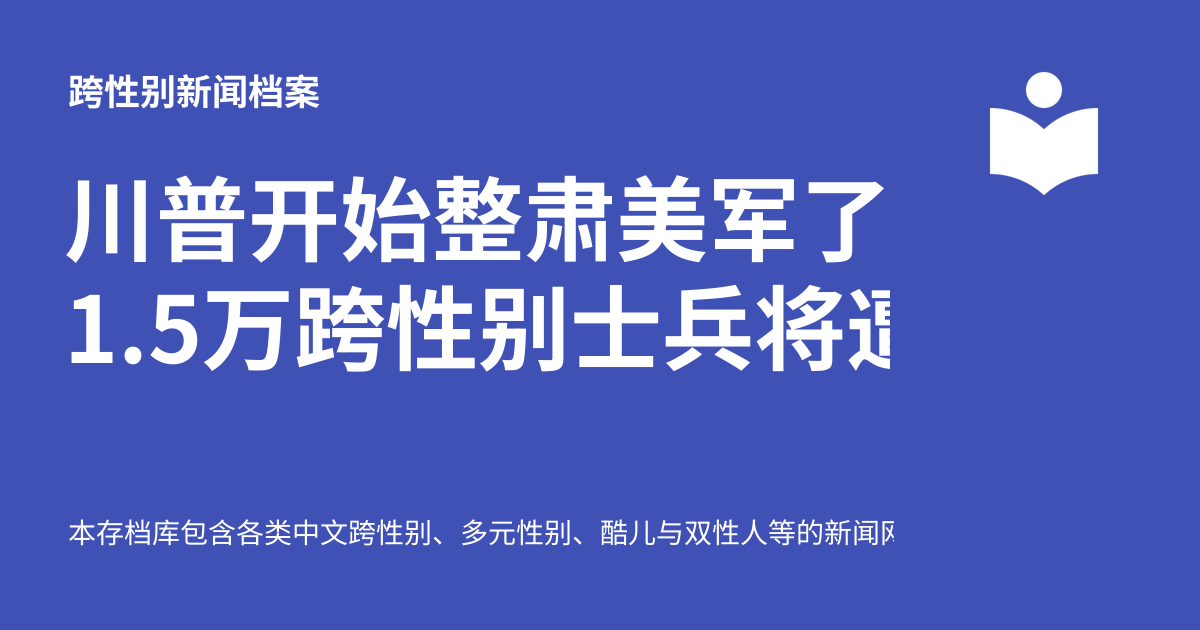 跨性别新闻档案
川普开始整肃美军了
1.5万跨性别士兵将
本存档库包含各类中文跨性别、多元性别、酷儿与双性人等的新闻